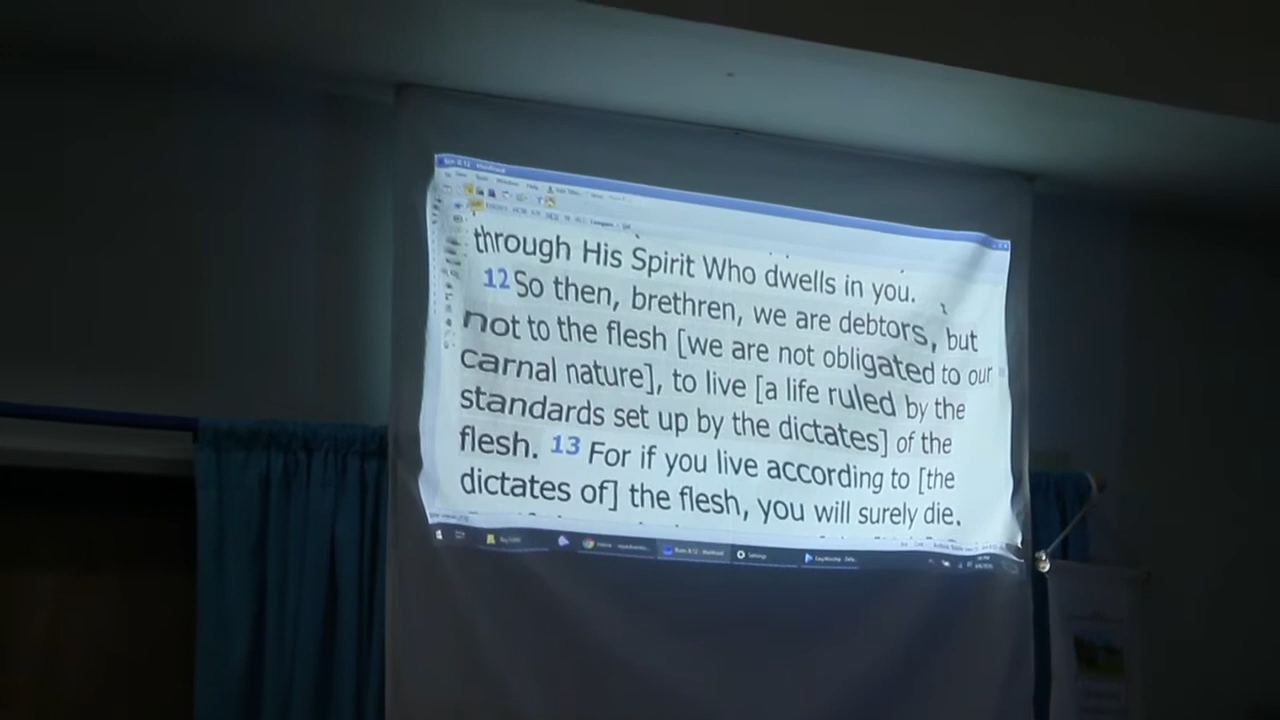 through His Spirit Who dwells in you.
12 So then, brethren, we are debtors, but
not to the flesh [we are not obligated to our
carnal nature], to live [a life ruled by the
standards set up by the dictates] of the
flesh. 13 For if you live according to [the
dictates of] the flesh, you will surely die.